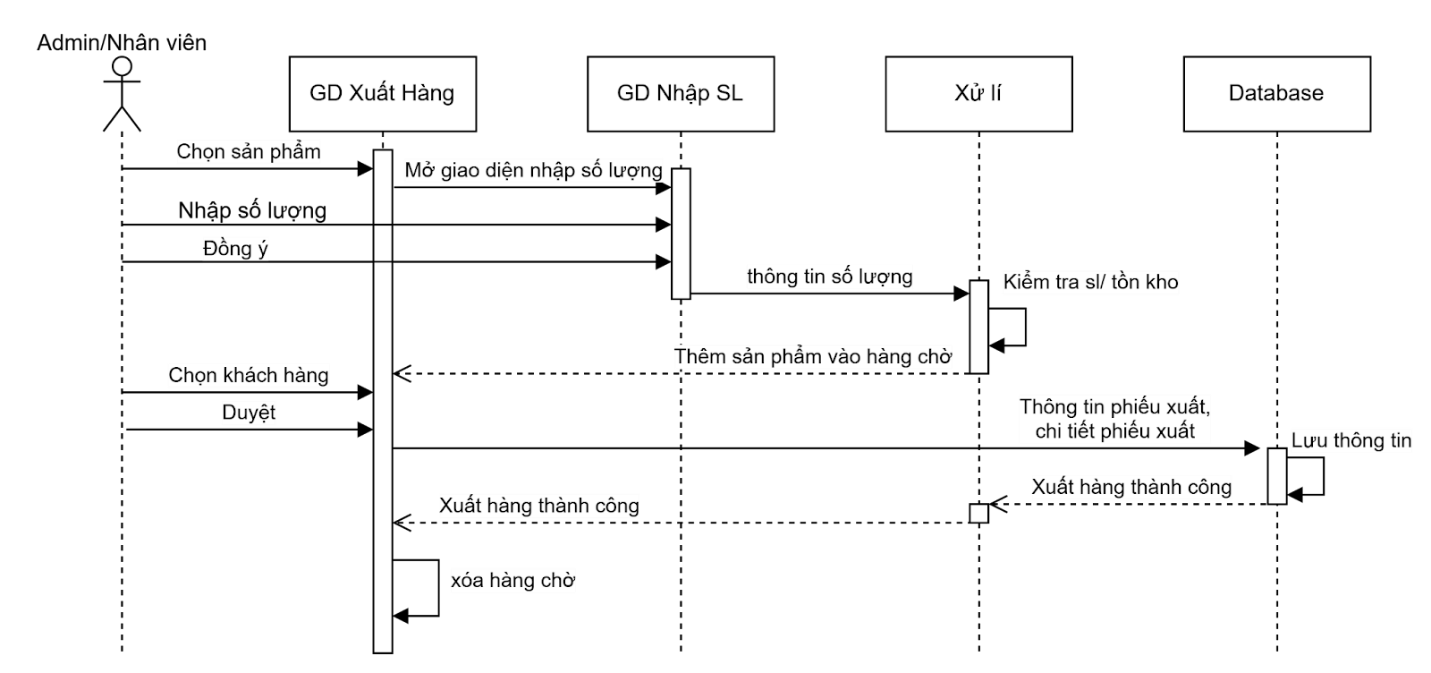 Admin/Nhân viên
GD Xuất Hàng
GD Nhập SL
Xử lí
Database
Chọn sản phẩm
Mở giao diện nhập số lượng
Nhập số lượng
Đồng ý
thông tin số lượng
Kiểm tra sl/ tồn kho
Thêm sản phẩm vào hàng chờ
Chọn khách hàng
Duyệt
Thông tin phiếu xuất,
chi tiết phiếu xuất
Lưu thông tin
Xuất hàng thành công
Xuất hàng thành công
xóa hàng chờ